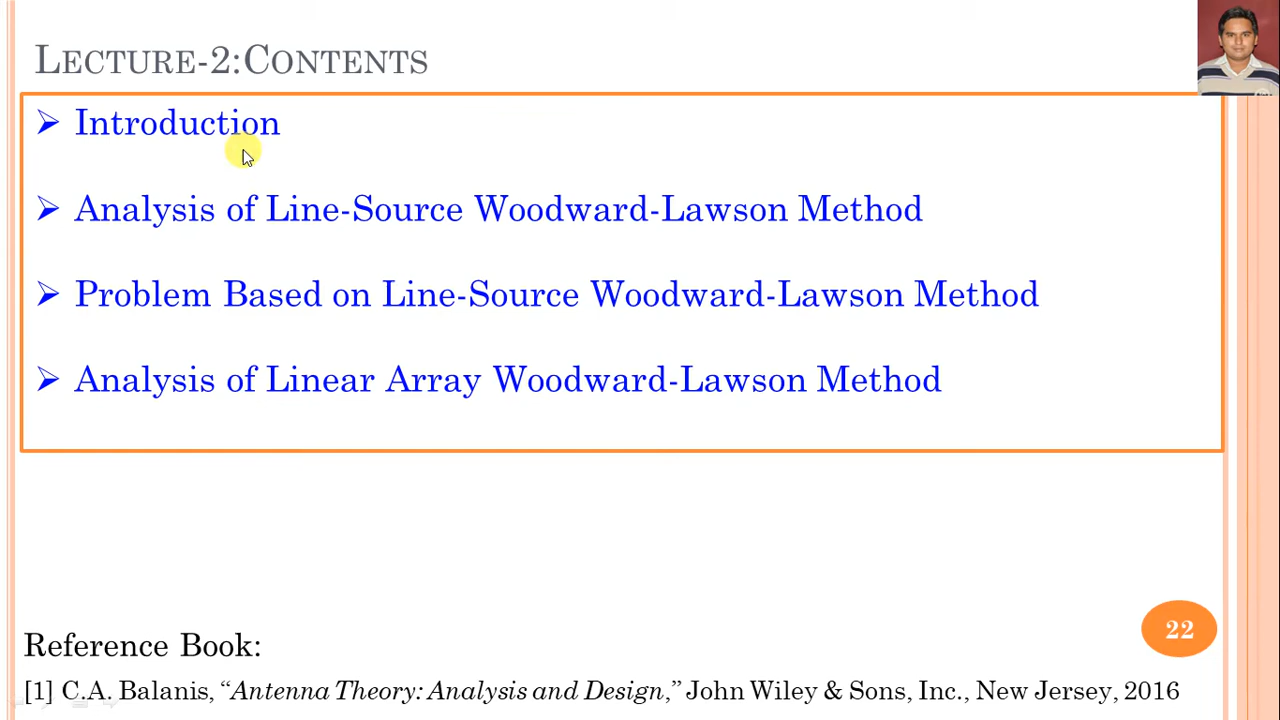 LECTURE-2:CONTENTS
➢ Introduction
➢ Analysis of Line-Source Woodward-Lawson Method
➢ Problem Based on Line-Source Woodward-Lawson Method
➢ Analysis of Linear Array Woodward-Lawson Method
22
Reference Book:
[1] C.A. Balanis, “Antenna Theory: Analysis and Design,” John Wiley & Sons, Inc., New Jersey, 2016